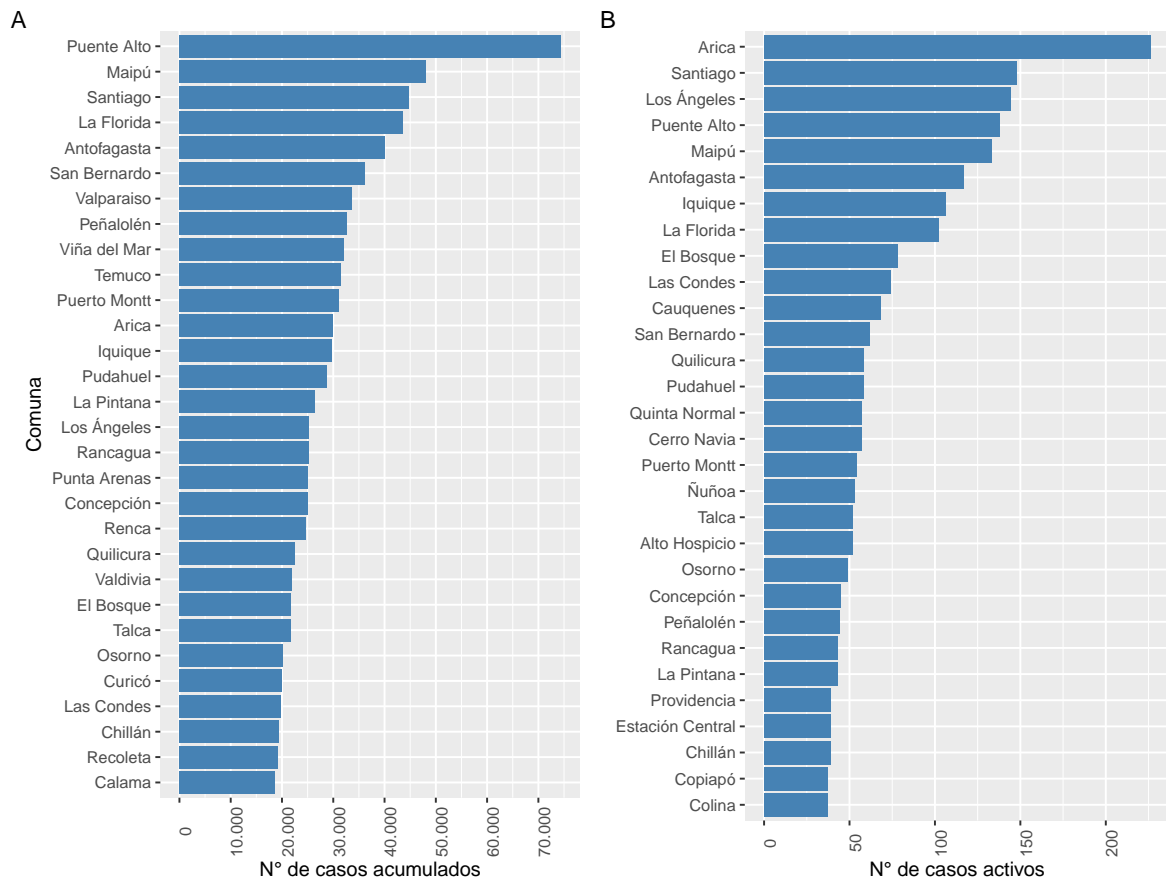 A
Puente Alto
Maipú
Santiago
La Florida
Antofagasta
San Bernardo
Valparaiso
Peñalolén
Viña del Mar
Temuco
Puerto Montt
Arica
Iquique
Pudahuel
La Pintana
Los Ángeles
Rancagua
Punta Arenas
Concepción
Renca
Quilicura
Valdivia
El Bosque
Talca
Osorno
Curicó
Las Condes
Chillán
Recoleta
Calama
Comuna
0
10.000
20.000
30.000
40.000
50.000
60.000
70.000
N° de casos acumulados
B
Arica
Santiago
Los Ángeles
Puente Alto
Maipú
Antofagasta
Iquique
La Florida
El Bosque
Las Condes
Cauquenes
San Bernardo
Quilicura
Pudahuel
Quinta Normal
Cerro Navia
Puerto Montt
Ñuñoa
Talca
Alto Hospicio
Osorno
Concepción
Peñalolén
Rancagua
La Pintana
Providencia
Estación Central
Chillán
Copiapó
Colina
0
50
100
150
200
N° de casos activos